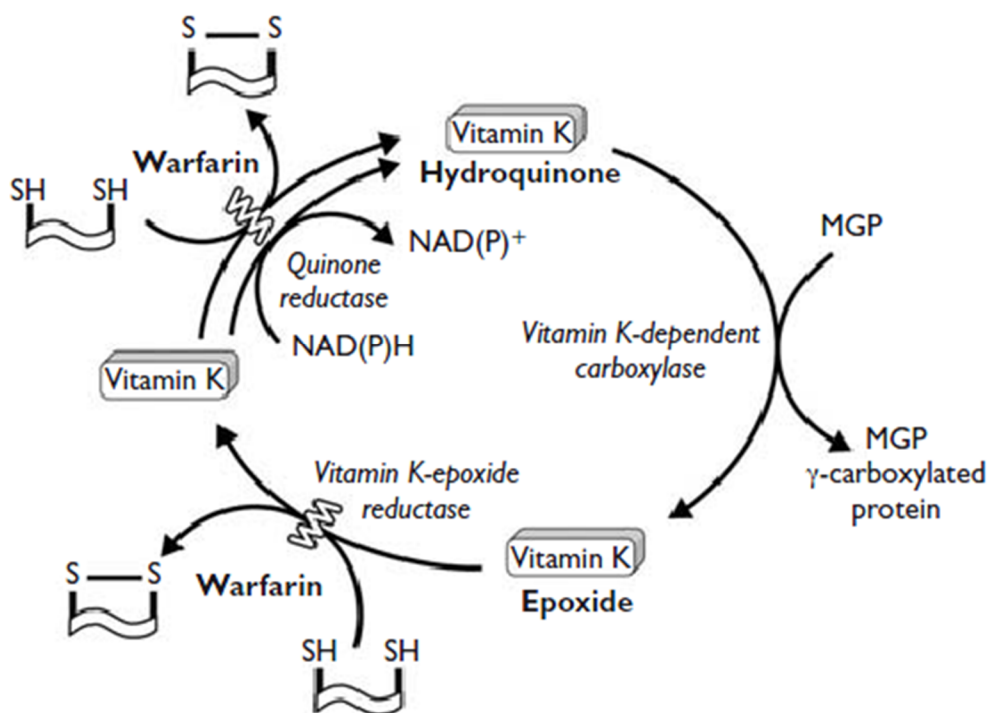 S S
Warfarin
SH SH
Vitamin K
Hydroquinone
NAD(P)+
Quinone
reductase
NAD(P)H
MGP
Vitamin K-dependent
carboxylase
MGP
γ-carboxylated
protein
Vitamin K
Vitamin K-epoxide
reductase
Vitamin K
Epoxide
S S
Warfarin
SH SH